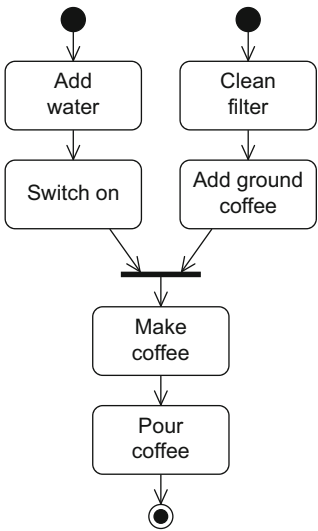 Add
water
Clean
filter
Switch on
Add ground
coffee
Make
coffee
Pour
coffee